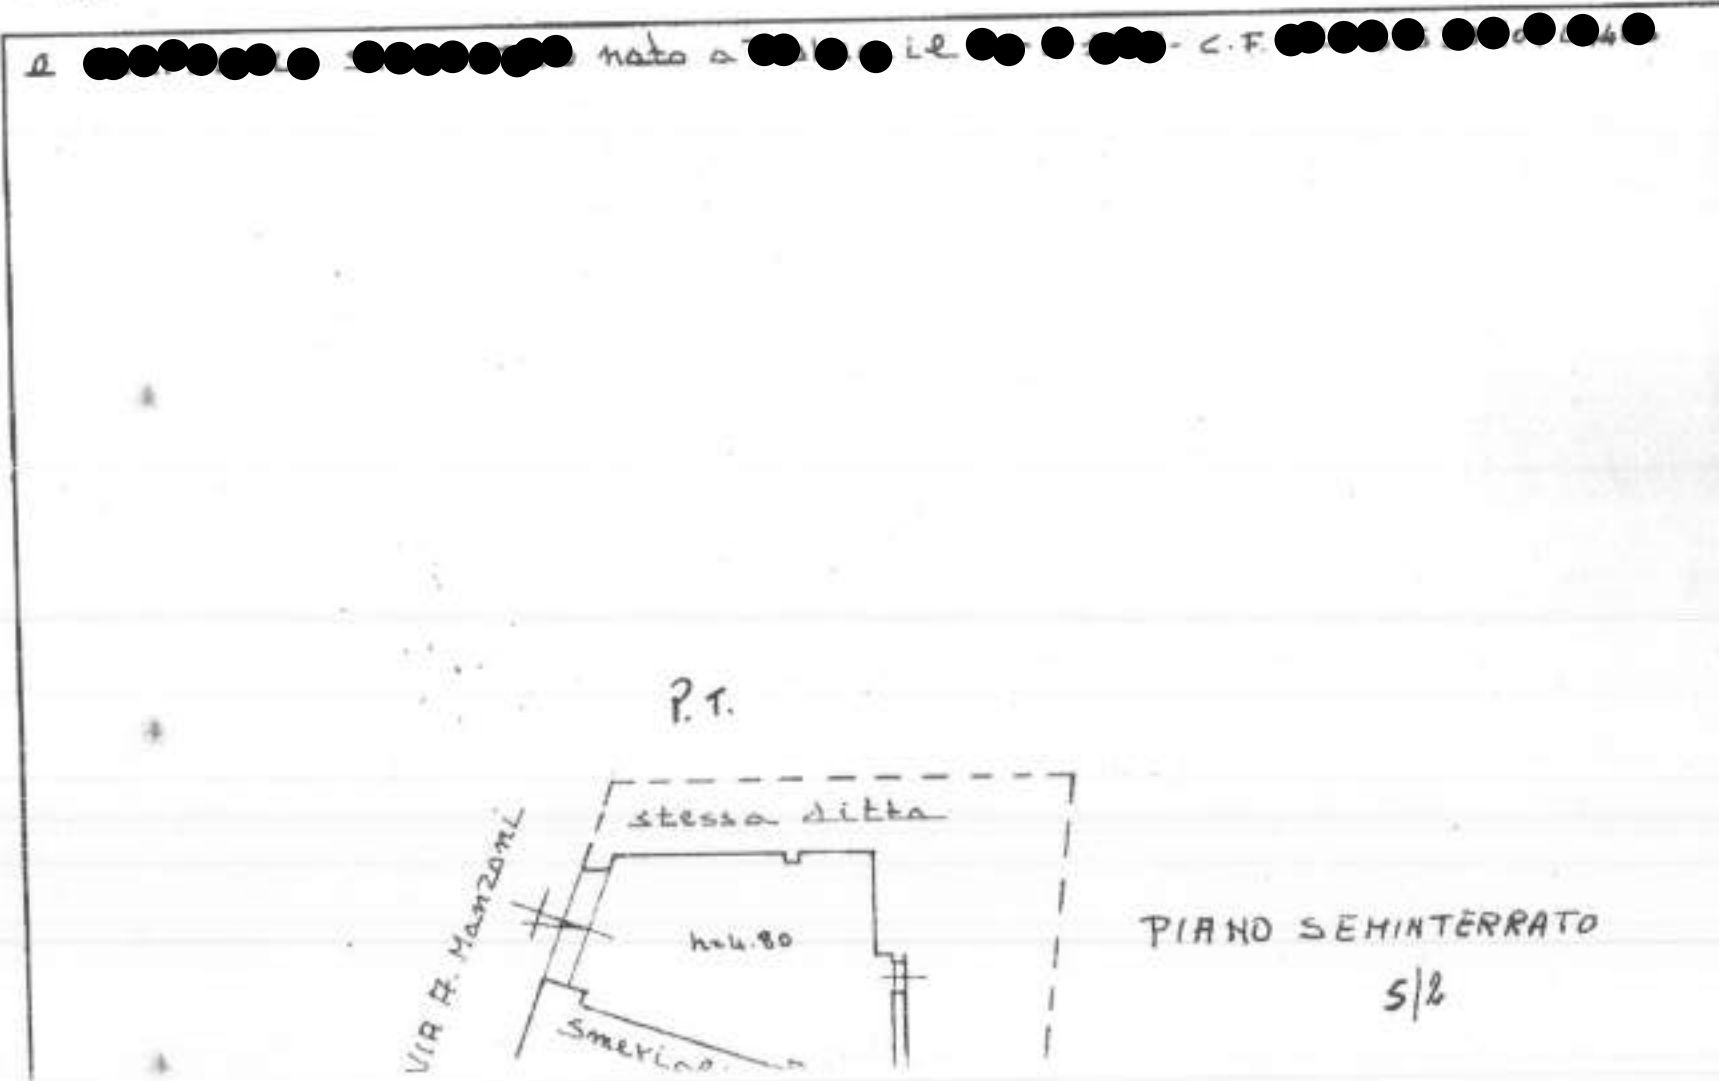 nato a il - C.F.
P.T.
stessa ditta
VIA A. Manzoni
h=4.80
PIANO SEMINTERRATO
S/2